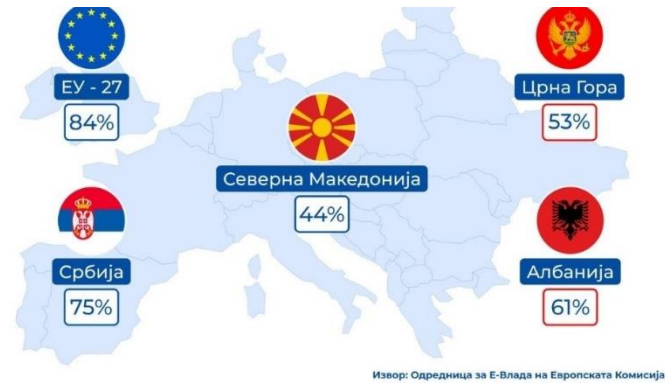 ЕУ - 27
84%
Црна Гора
53%
Северна Македонија
44%
Србија
75%
Албанија
61%
Извор: Одредница за Е-Влада на Европската Комисија